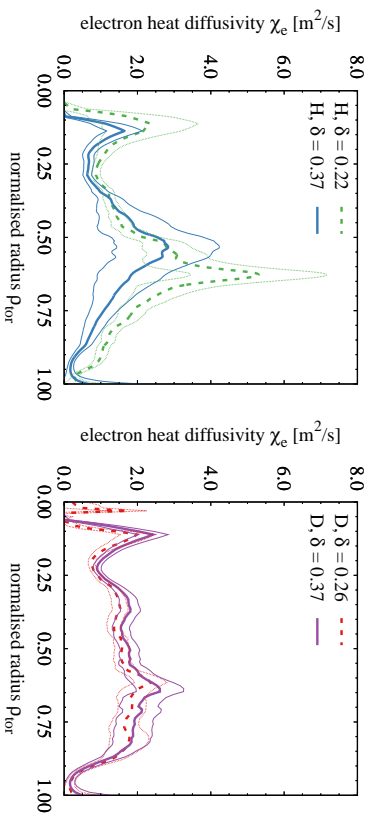 electron heat diffusivity χe [m²/s]
8.0
6.0
4.0
2.0
0.0
H, δ = 0.22
H, δ = 0.37
0.00
0.25
0.50
0.75
1.00
normalised radius ρtor
electron heat diffusivity χe [m²/s]
8.0
6.0
4.0
2.0
0.0
D, δ = 0.26
D, δ = 0.37
0.00
0.25
0.50
0.75
1.00
normalised radius ρtor